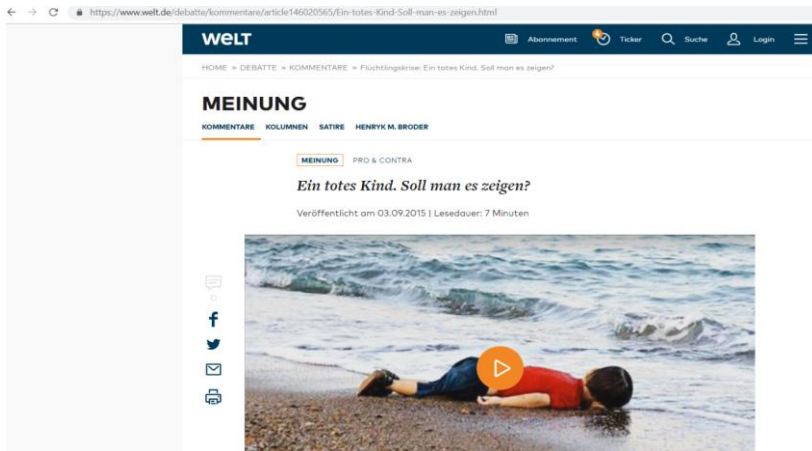 https://www.welt.de/debatte/kommentare/article146020565/Ein-totes-Kind-Soll-man-es-zeigen.html
WELT Abonnement Ticker Suche Login
HOME » DEBATTE » KOMMENTARE » Flüchtlingskrise: Ein totes Kind. Soll man es zeigen?
MEINUNG
KOMMENTARE KOLUMNEN SATIRE HENRYK M. BRODER
MEINUNG PRO & CONTRA
Ein totes Kind. Soll man es zeigen?
Veröffentlicht am 03.09.2015 | Lesedauer: 7 Minuten
0